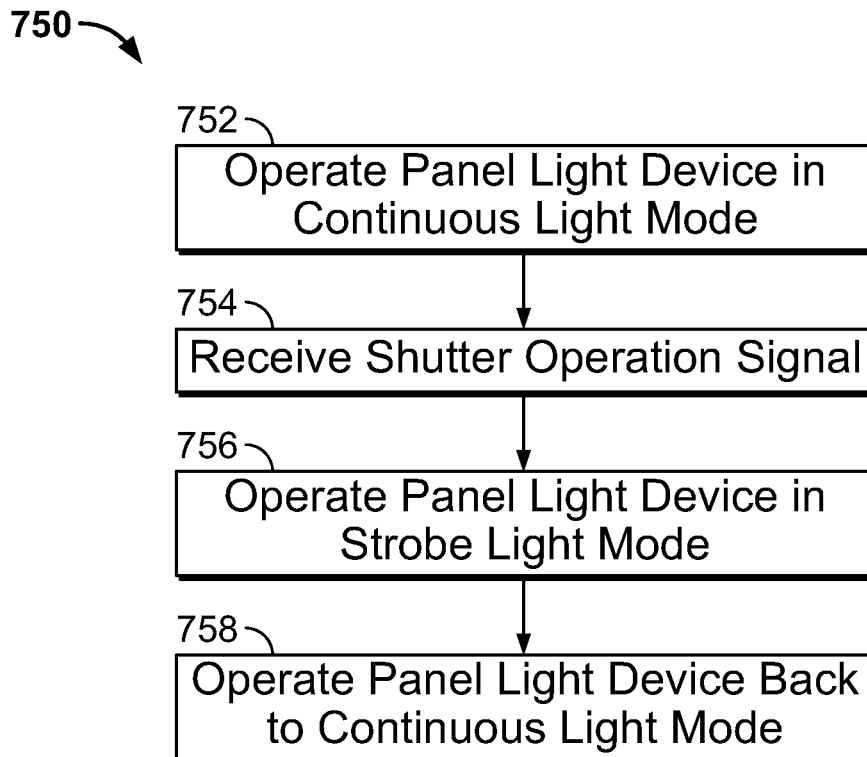 750
752
Operate Panel Light Device in
Continuous Light Mode
754
Receive Shutter Operation Signal
756
Operate Panel Light Device in
Strobe Light Mode
758
Operate Panel Light Device Back
to Continuous Light Mode